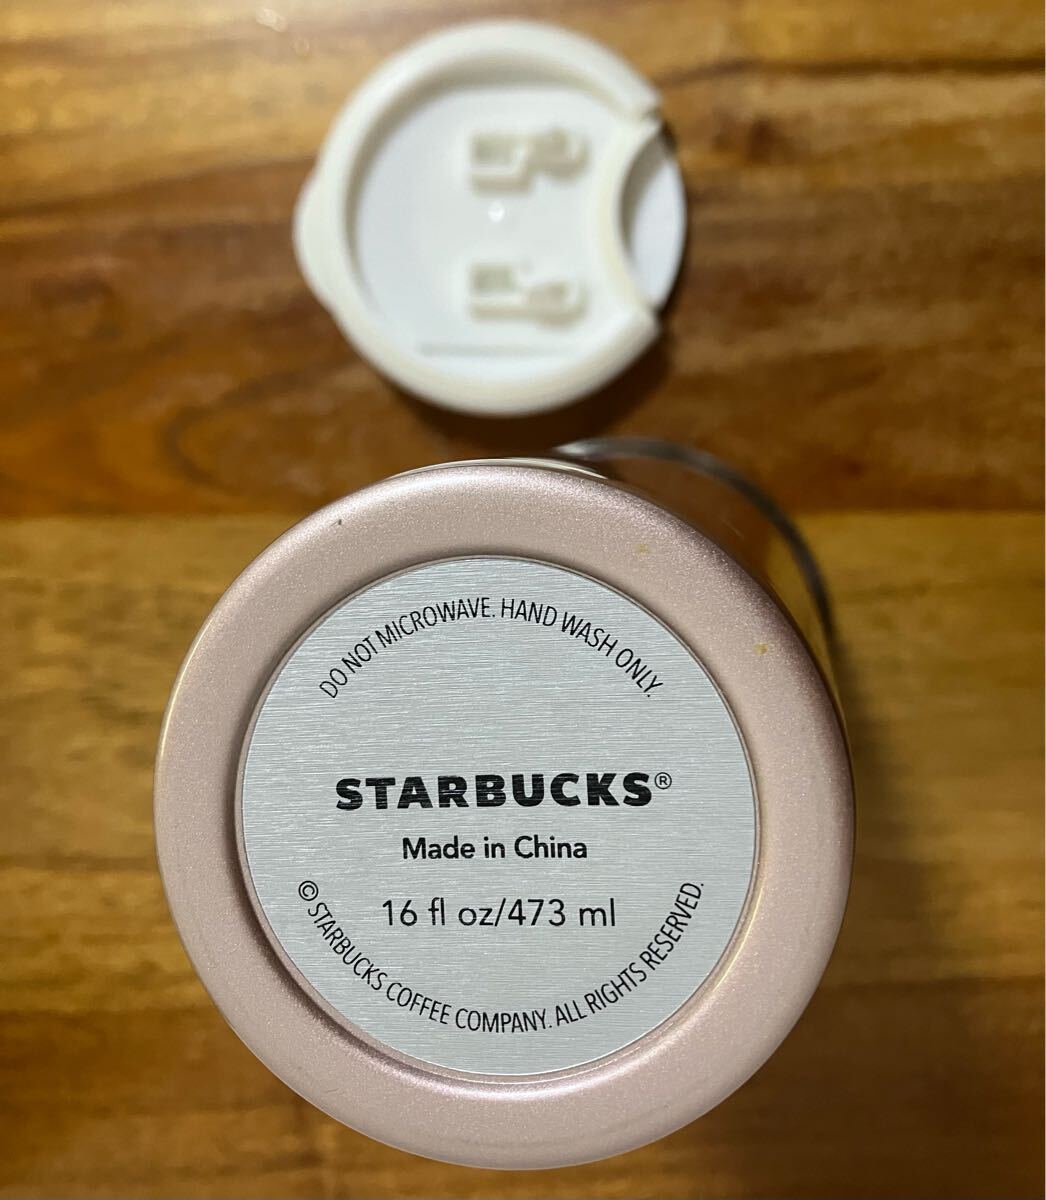 DO NOT MICROWAVE. HAND WASH ONLY.
STARBUCKS®
Made in China
16 fl oz/473 ml
© STARBUCKS COFFEE COMPANY. ALL RIGHTS RESERVED.